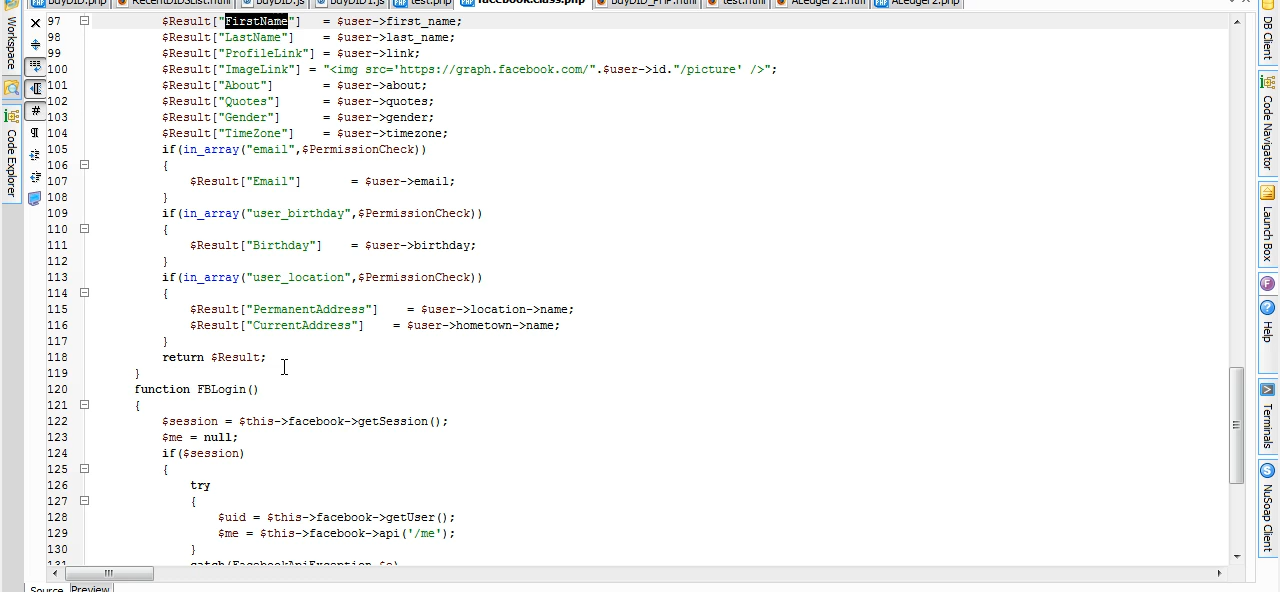 BuyDID.php RecentDIDsList.html BuyDID.js BuyDID1.js test.php facebook.class.php BuyDID_PHP.html test.html ALedger21.html ALedger2.php
Workspace
Code Explorer
97 $Result["FirstName"] = $user->first_name;
98 $Result["LastName"] = $user->last_name;
99 $Result["ProfileLink"] = $user->link;
100 $Result["ImageLink"] = "<img src='https://graph.facebook.com/".$user->id."/picture' />";
101 $Result["About"] = $user->about;
102 $Result["Quotes"] = $user->quotes;
103 $Result["Gender"] = $user->gender;
104 $Result["TimeZone"] = $user->timezone;
105 if(in_array("email",$PermissionCheck))
106 {
107 $Result["Email"] = $user->email;
108 }
109 if(in_array("user_birthday",$PermissionCheck))
110 {
111 $Result["Birthday"] = $user->birthday;
112 }
113 if(in_array("user_location",$PermissionCheck))
114 {
115 $Result["PermanentAddress"] = $user->location->name;
116 $Result["CurrentAddress"] = $user->hometown->name;
117 }
118 return $Result;
119 }
120 function FBLogin()
121 {
122 $session = $this->facebook->getSession();
123 $me = null;
124 if($session)
125 {
126 try
127 {
128 $uid = $this->facebook->getUser();
129 $me = $this->facebook->api('/me');
130 }
131 catch(FacebookApiException $e)
Source Preview
DB Client
Code Navigator
Launch Box
Help
Terminals
NuSoap Client